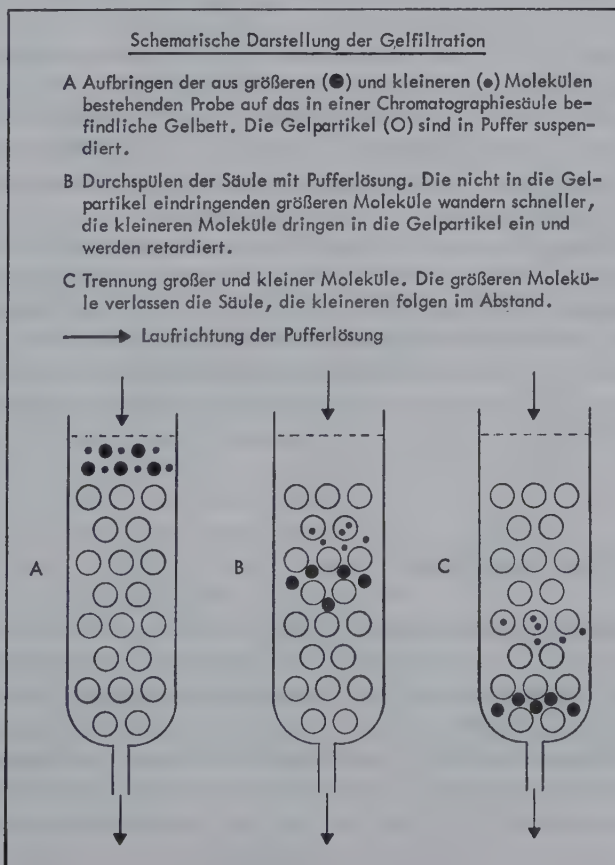 Schematische Darstellung der Gelfiltration
A Aufbringen der aus größeren (●) und kleineren (•) Molekülen
bestehenden Probe auf das in einer Chromatographiesäule be-
findliche Gelbett. Die Gelpartikel (O) sind in Puffer suspen-
diert.
B Durchspülen der Säule mit Pufferlösung. Die nicht in die Gel-
partikel eindringenden größeren Moleküle wandern schneller,
die kleineren Moleküle dringen in die Gelpartikel ein und
werden retardiert.
C Trennung großer und kleiner Moleküle. Die größeren Molekü-
le verlassen die Säule, die kleineren folgen im Abstand.
→ Laufrichtung der Pufferlösung
A B C